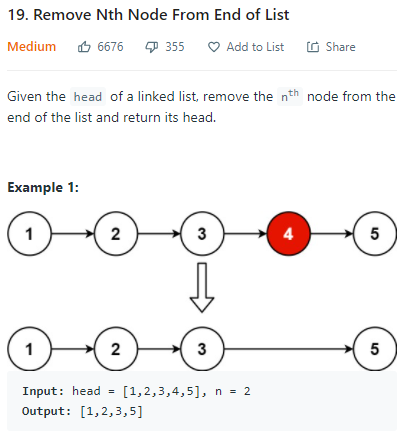 19. Remove Nth Node From End of List
Medium 6676 355 Add to List Share
Given the head of a linked list, remove the nth node from the
end of the list and return its head.
Example 1:
1 2 3 4 5
1 2 3 5
Input: head = [1,2,3,4,5], n = 2
Output: [1,2,3,5]